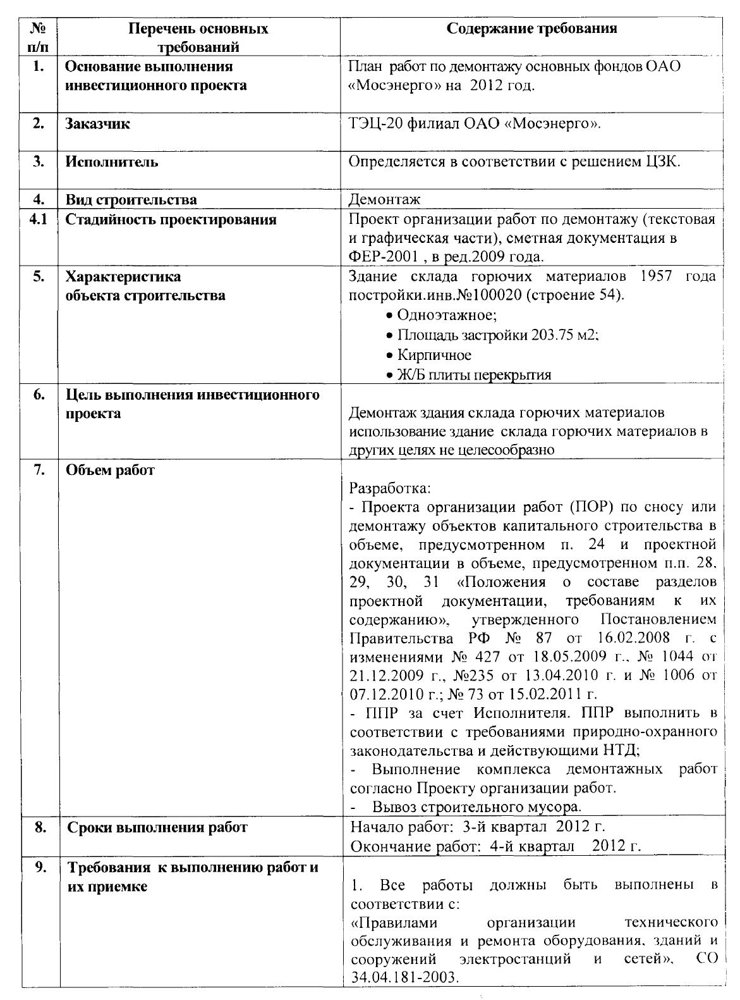 № п/п
Перечень основных требований
Содержание требования
1.
Основание выполнения
инвестиционного проекта
План работ по демонтажу основных фондов ОАО
«Мосэнерго» на 2012 год.
2.
Заказчик
ТЭЦ-20 филиал ОАО «Мосэнерго».
3.
Исполнитель
Определяется в соответствии с решением ЦЗК.
4.
Вид строительства
Демонтаж
4.1
Стадийность проектирования
Проект организации работ по демонтажу (текстовая
и графическая части), сметная документация в
ФЕР-2001 , в ред.2009 года.
5.
Характеристика
объекта строительства
Здание склада горючих материалов 1957 года
постройки.инв.№100020 (строение 54).
• Одноэтажное;
• Площадь застройки 203.75 м2;
• Кирпичное
• Ж/Б плиты перекрытия
6.
Цель выполнения инвестиционного
проекта
Демонтаж здания склада горючих материалов
использование здание склада горючих материалов в
других целях не целесообразно
7.
Объем работ
Разработка:
- Проекта организации работ (ПОР) по сносу или
демонтажу объектов капитального строительства в
объеме, предусмотренном п. 24 и проектной
документации в объеме, предусмотренном п.п. 28,
29, 30, 31 «Положения о составе разделов
проектной документации, требованиям к их
содержанию», утвержденного Постановлением
Правительства РФ № 87 от 16.02.2008 г. с
изменениями № 427 от 18.05.2009 г., № 1044 от
21.12.2009 г., №235 от 13.04.2010 г. и № 1006 от
07.12.2010 г.; № 73 от 15.02.2011 г.
- ППР за счет Исполнителя. ППР выполнить в
соответствии с требованиями природно-охранного
законодательства и действующими НТД;
- Выполнение комплекса демонтажных работ
согласно Проекту организации работ.
- Вывоз строительного мусора.
8.
Сроки выполнения работ
Начало работ: 3-й квартал 2012 г.
Окончание работ: 4-й квартал 2012 г.
9.
Требования к выполнению работ и
их приемке
1. Все работы должны быть выполнены в
соответствии с:
«Правилами организации технического
обслуживания и ремонта оборудования, зданий и
сооружений электростанций и сетей», СО
34.04.181-2003.